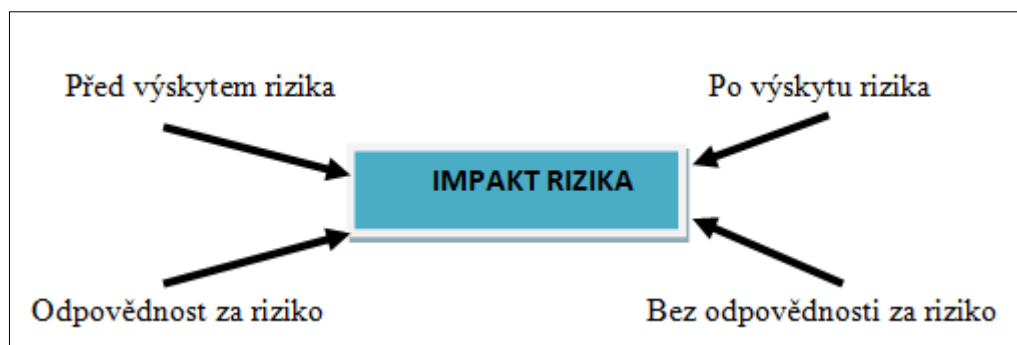 Před výskytem rizika
Po výskytu rizika
IMPAKT RIZIKA
Odpovědnost za riziko
Bez odpovědnosti za riziko